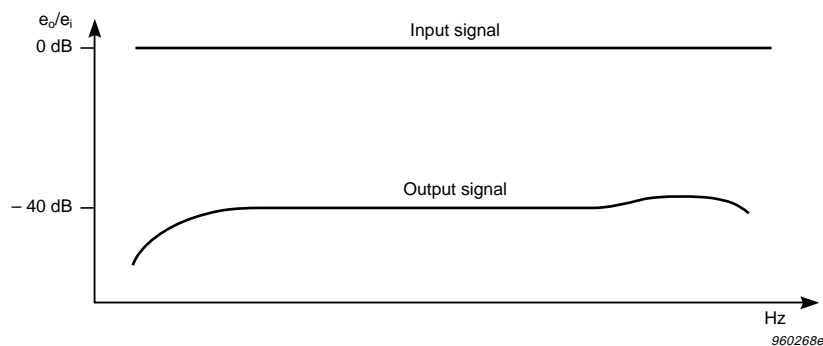 eₒ/eᵢ
0 dB
Input signal
Output signal
– 40 dB
Hz
960268e